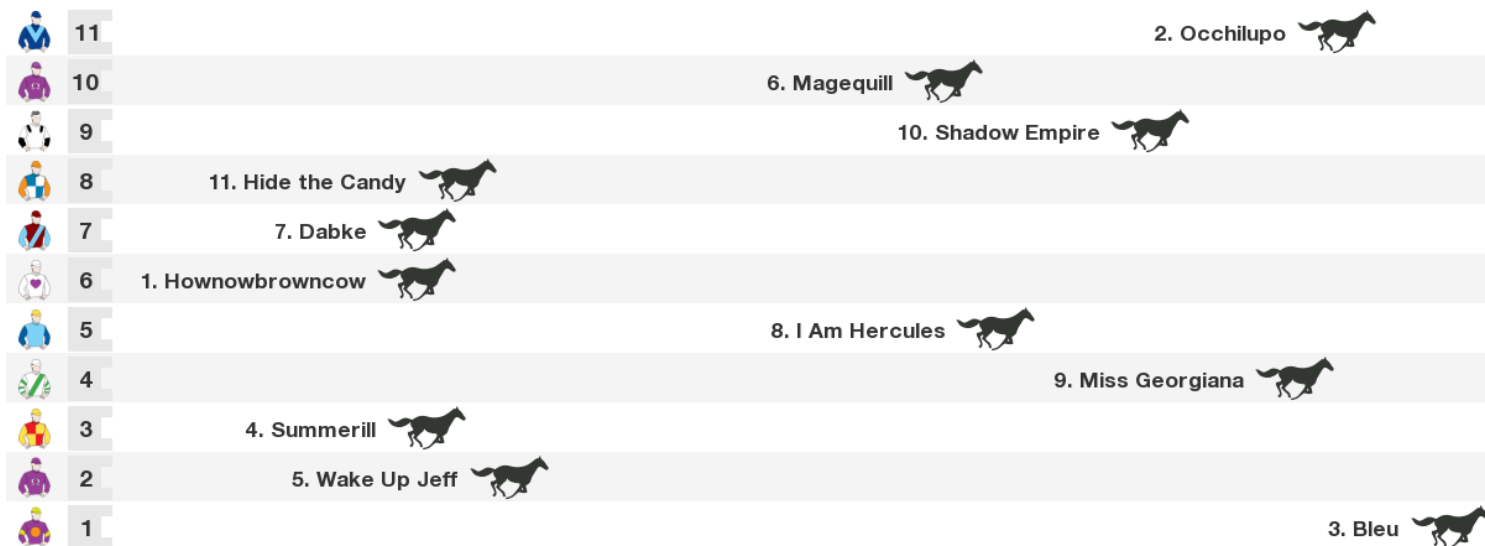 11 2. Occhilupo
10 6. Magequill
9 10. Shadow Empire
8 11. Hide the Candy
7 7. Dabke
6 1. Hownowbrowncow
5 8. I Am Hercules
4 9. Miss Georgiana
3 4. Summerill
2 5. Wake Up Jeff
1 3. Bleu